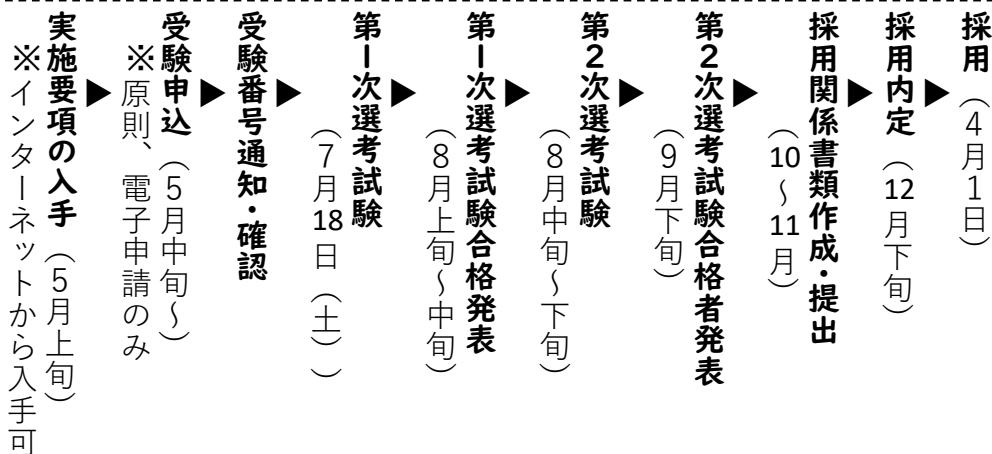 実施要項の入手（5月上旬）
※インターネットから入手可
▶
受験申込（5月中旬～）
※原則、電子申請のみ
▶
受験番号通知・確認
▶
第1次選考試験
（7月18日（土））
▶
第1次選考試験合格発表
（8月上旬～中旬）
▶
第2次選考試験
（8月中旬～下旬）
▶
第2次選考試験合格者発表
（9月下旬）
▶
採用関係書類作成・提出
（10～11月）
▶
採用内定（12月下旬）
▶
採用（4月1日）